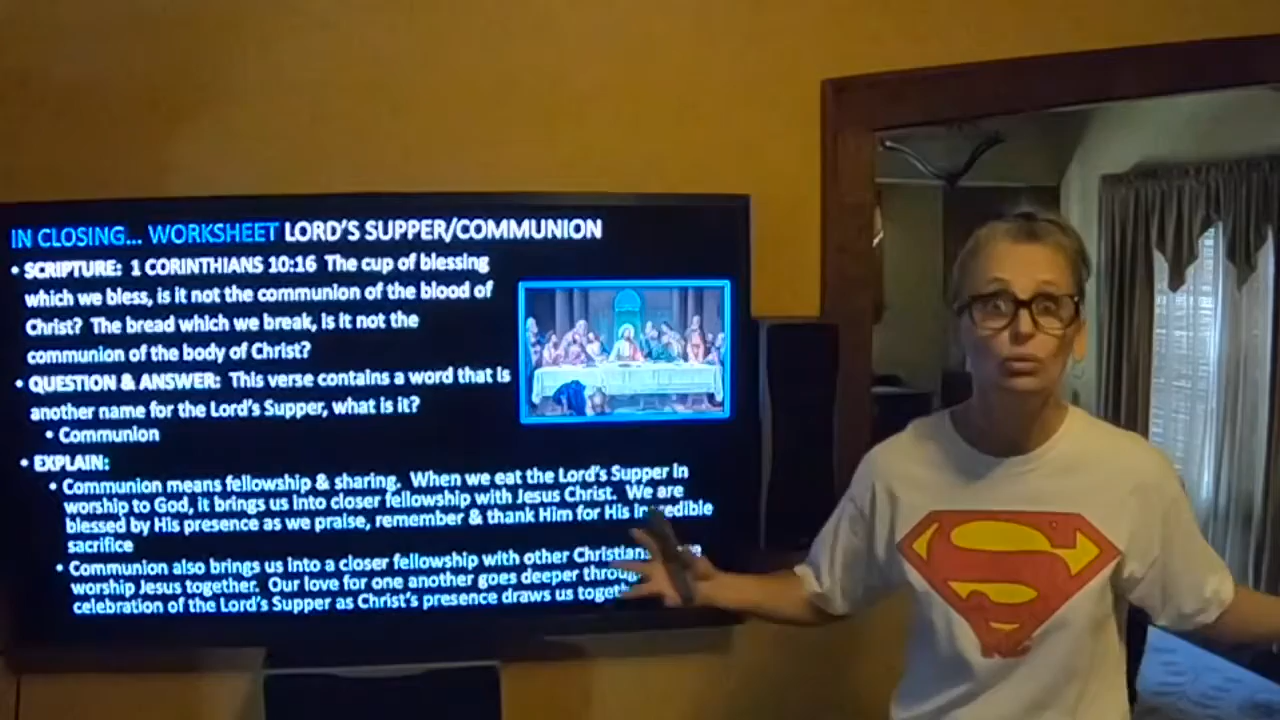 IN CLOSING... WORKSHEET LORD'S SUPPER/COMMUNION
• SCRIPTURE: 1 CORINTHIANS 10:16 The cup of blessing
which we bless, is it not the communion of the blood of
Christ? The bread which we break, is it not the
communion of the body of Christ?
• QUESTION & ANSWER: This verse contains a word that is
another name for the Lord's Supper, what is it?
• Communion
• EXPLAIN:
• Communion means fellowship & sharing. When we eat the Lord's Supper in
worship to God, it brings us into closer fellowship with Jesus Christ. We are
blessed by His presence as we praise, remember & thank Him for His Incredible
sacrifice
• Communion also brings us into a closer fellowship with other Christians
worship Jesus together. Our love for one another goes deeper
celebration of the Lord's Supper as Christ's presence draws us
S